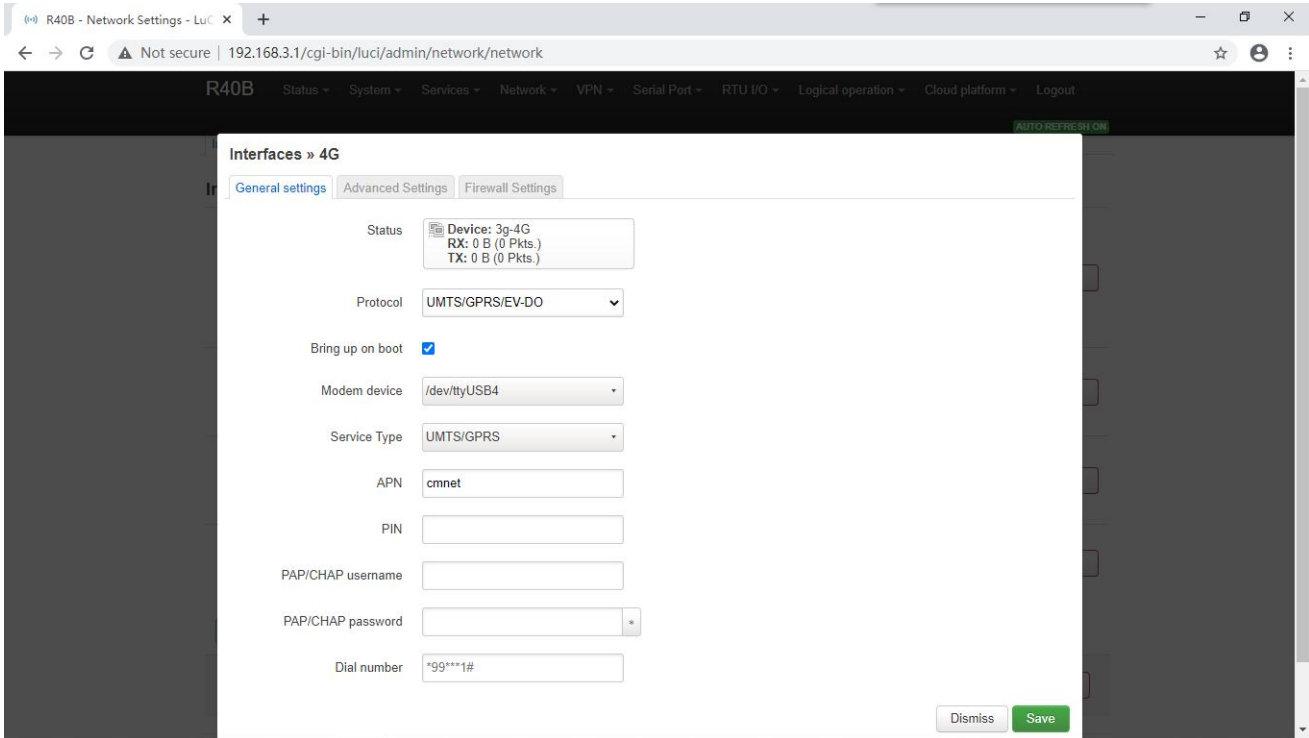 R40B - Network Settings - LuC
Not secure | 192.168.3.1/cgi-bin/luci/admin/network/network
R40B Status System Services Network VPN Serial Port RTU I/O Logical operation Cloud platform Logout
AUTO REFRESH ON
Interfaces » 4G
General settings Advanced Settings Firewall Settings
Status
Device: 3g-4G
RX: 0 B (0 Pkts.)
TX: 0 B (0 Pkts.)
Protocol UMTS/GPRS/EV-DO
Bring up on boot
Modem device /dev/ttyUSB4
Service Type UMTS/GPRS
APN cmnet
PIN
PAP/CHAP username
PAP/CHAP password *
Dial number *99***1#
Dismiss Save